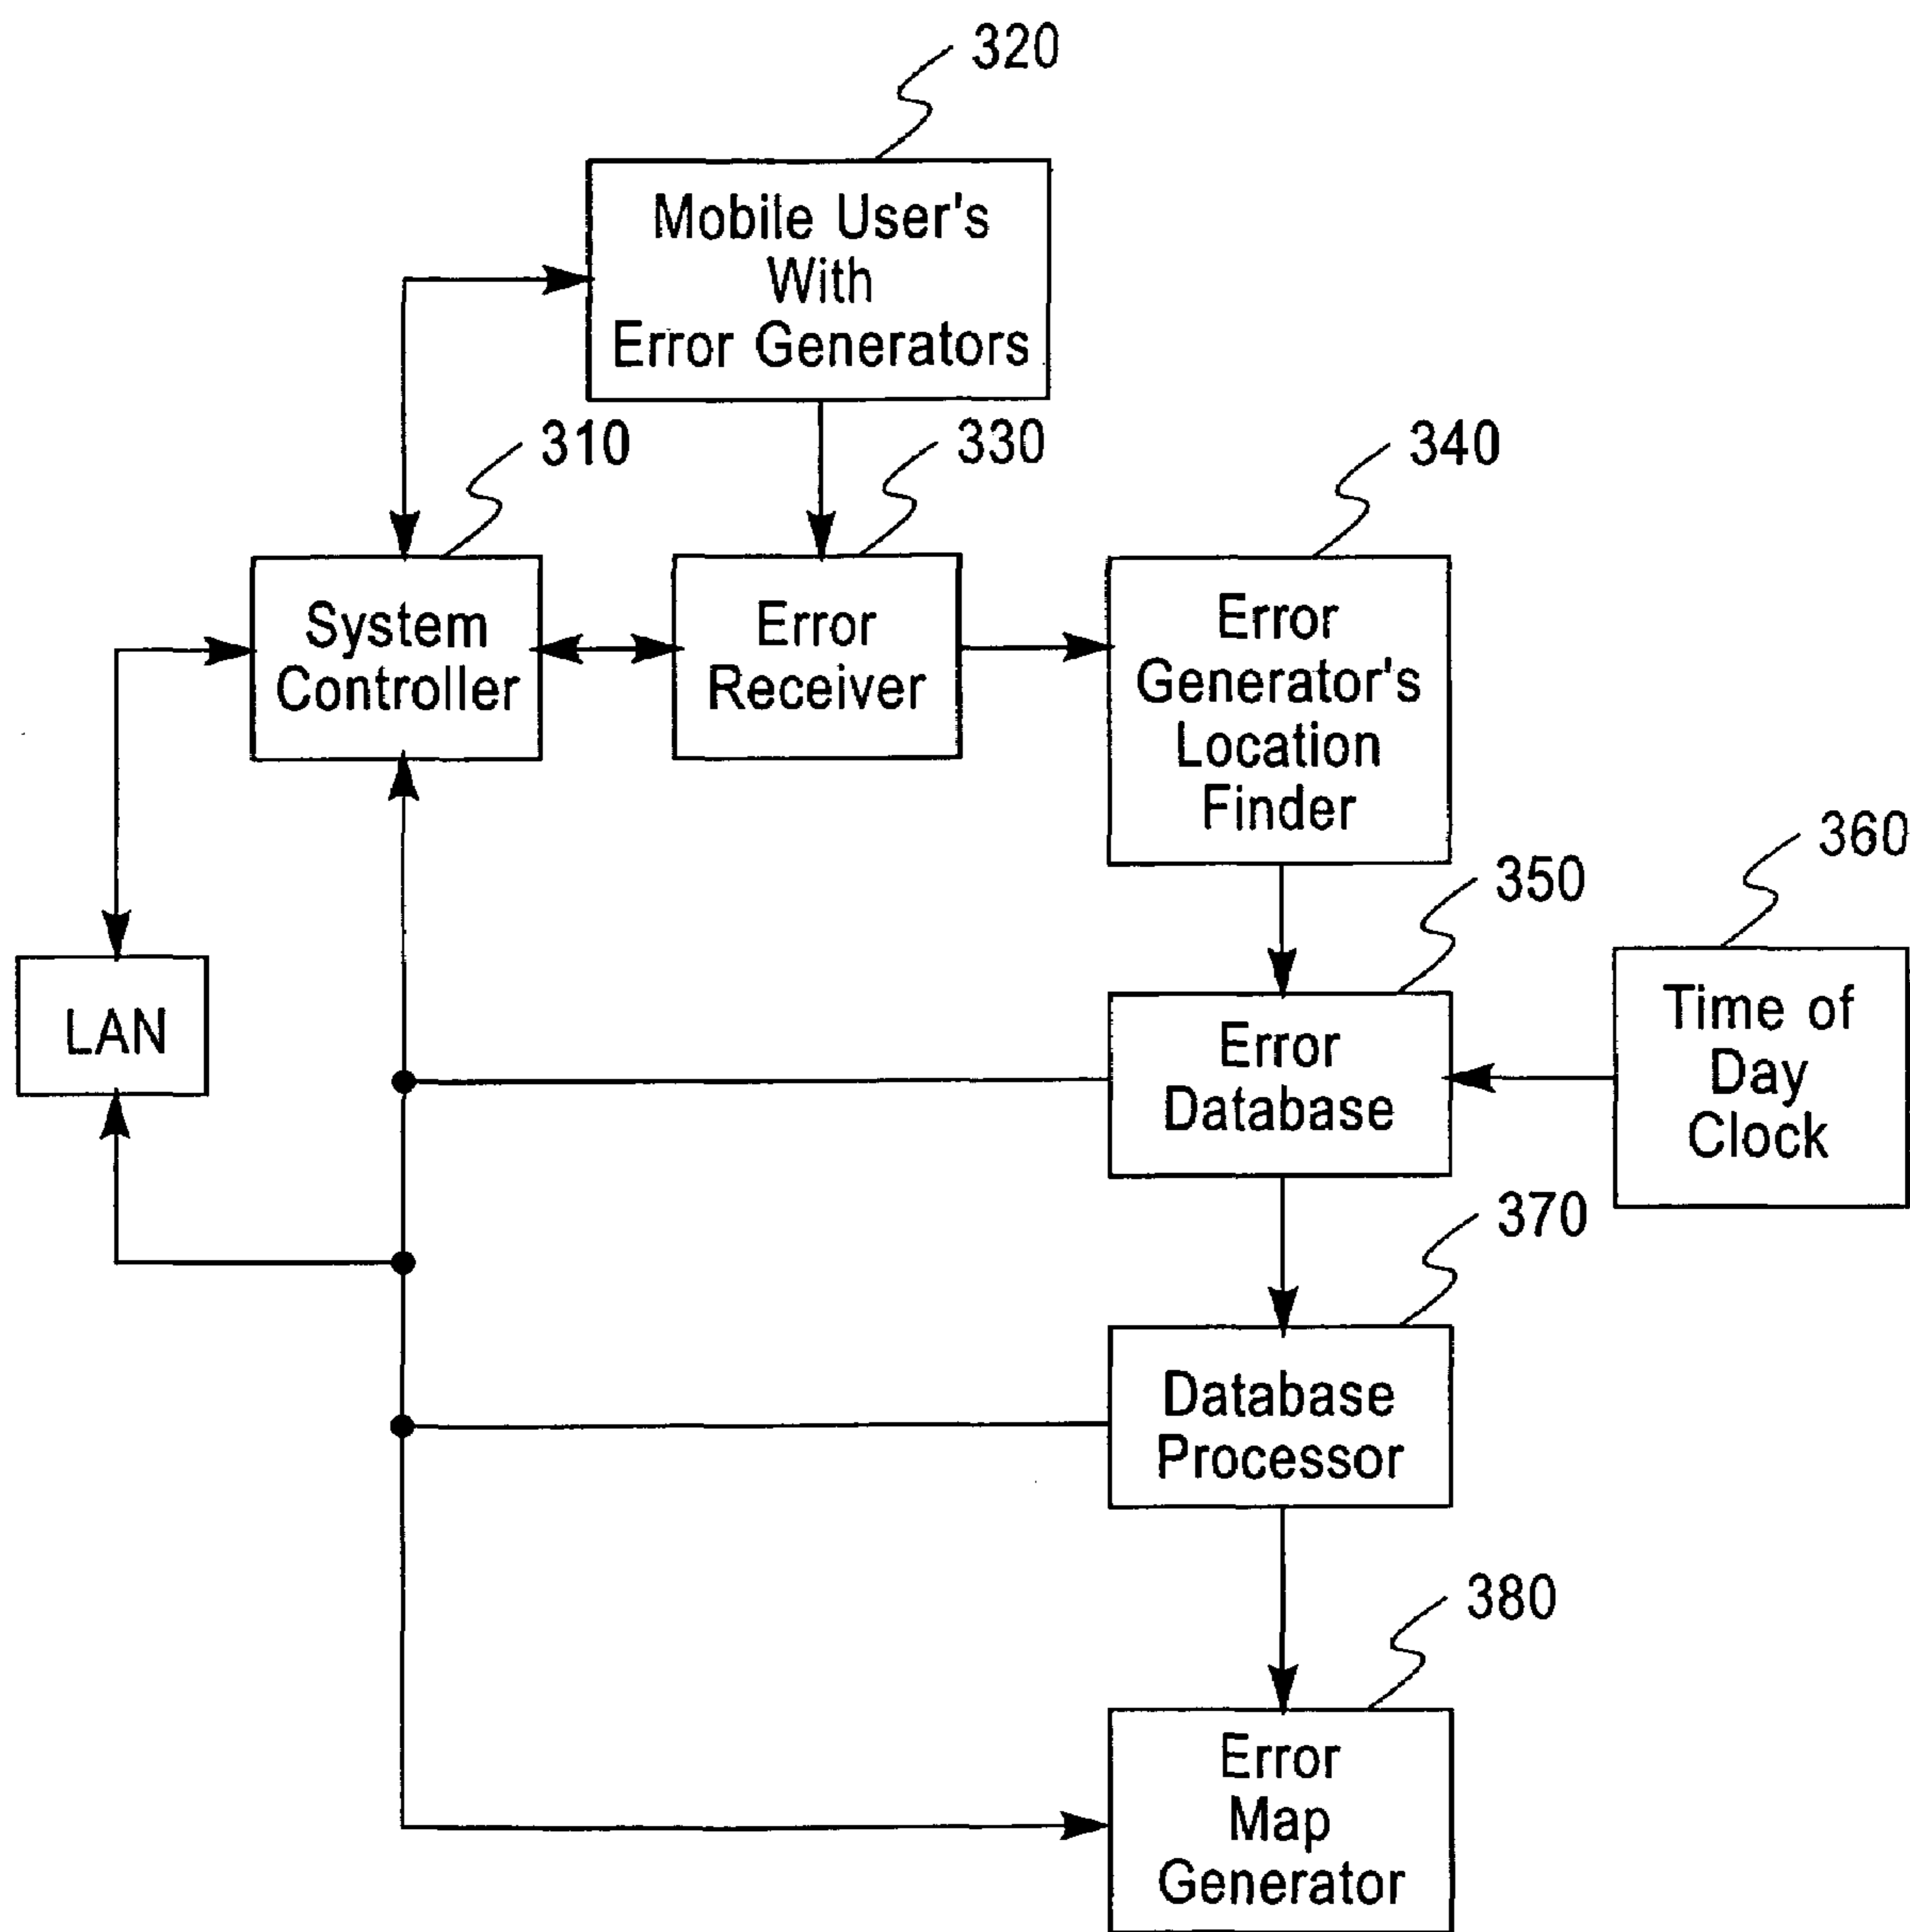 320
Mobile User's
With
Error Generators
310
330
340
System
Controller
Error
Receiver
Error
Generator's
Location
Finder
360
350
LAN
Error
Database
Time of
Day
Clock
370
Database
Processor
380
Error
Map
Generator